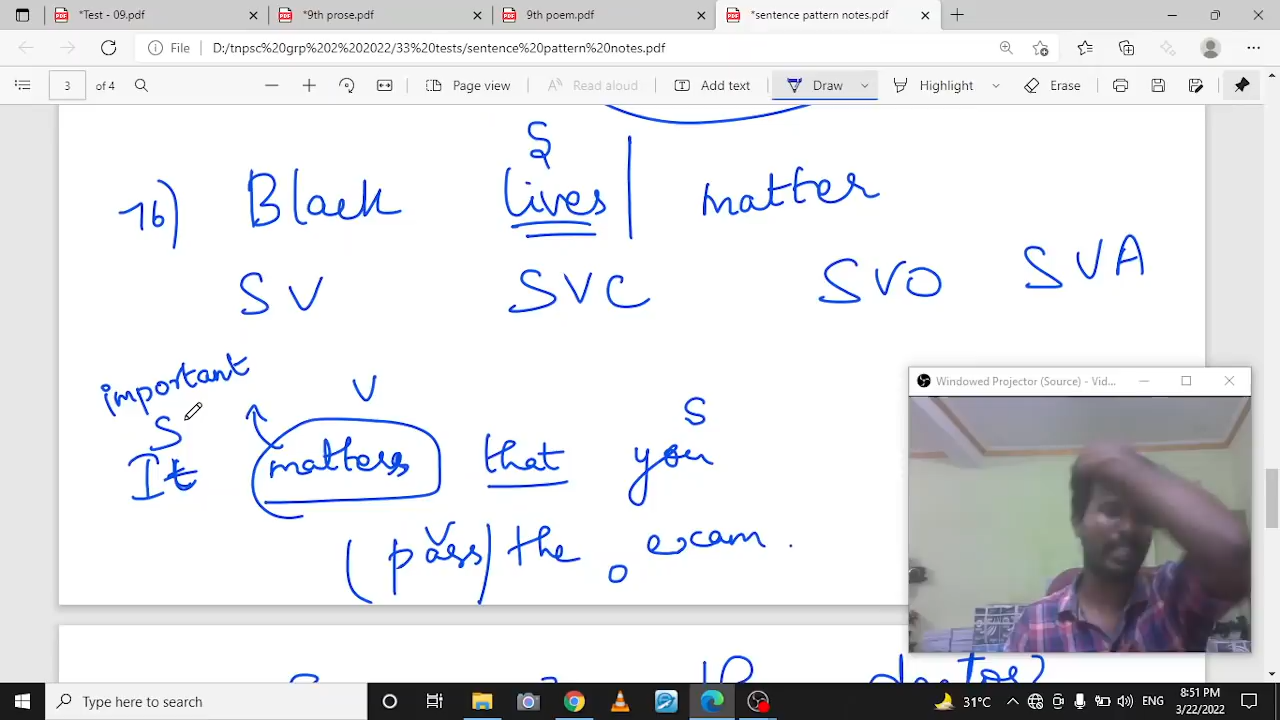 *Test - 09.pdf
*9th prose.pdf
9th poem.pdf
*sentence pattern notes.pdf
File
D:/tnpsc%20grp%202%202022/33%20tests/sentence%20pattern%20notes.pdf
3 of 4
Page view
Read aloud
Add text
Draw
Highlight
Erase
S
16) Black lives matter
SV SVC SVO SVA
important
S V S
It matters that you
V
(pass) the exam.
O
Windowed Projector (Source) - Vid...
Type here to search
31°C
ENG
8:51 PM
3/22/2022